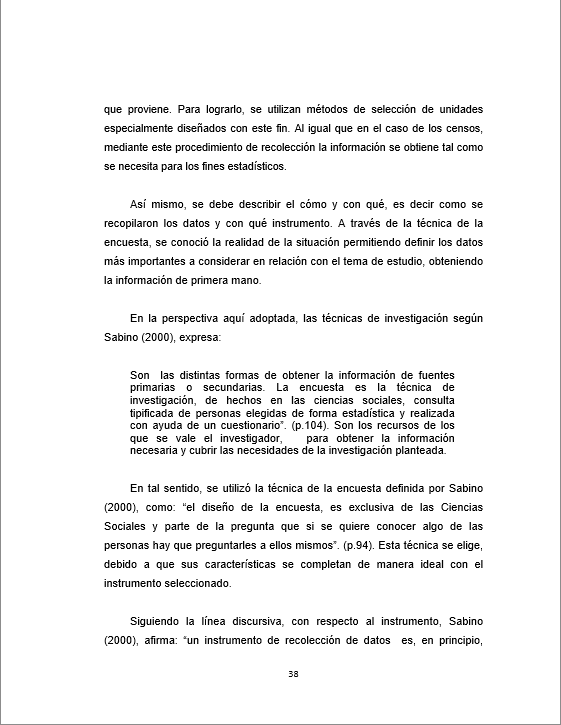 que proviene. Para lograrlo, se utilizan métodos de selección de unidades
especialmente diseñados con este fin. Al igual que en el caso de los censos,
mediante este procedimiento de recolección la información se obtiene tal como
se necesita para los fines estadísticos.
Así mismo, se debe describir el cómo y con qué, es decir como se
recopilaron los datos y con qué instrumento. A través de la técnica de la
encuesta, se conoció la realidad de la situación permitiendo definir los datos
más importantes a considerar en relación con el tema de estudio, obteniendo
la información de primera mano.
En la perspectiva aquí adoptada, las técnicas de investigación según
Sabino (2000), expresa:
Son las distintas formas de obtener la información de fuentes
primarias o secundarias. La encuesta es la técnica de
investigación, de hechos en las ciencias sociales, consulta
tipificada de personas elegidas de forma estadística y realizada
con ayuda de un cuestionario”. (p.104). Son los recursos de los
que se vale el investigador, para obtener la información
necesaria y cubrir las necesidades de la investigación planteada.
En tal sentido, se utilizó la técnica de la encuesta definida por Sabino
(2000), como: “el diseño de la encuesta, es exclusiva de las Ciencias
Sociales y parte de la pregunta que si se quiere conocer algo de las
personas hay que preguntarles a ellos mismos”. (p.94). Esta técnica se elige,
debido a que sus características se completan de manera ideal con el
instrumento seleccionado.
Siguiendo la línea discursiva, con respecto al instrumento, Sabino
(2000), afirma: “un instrumento de recolección de datos es, en principio,
38